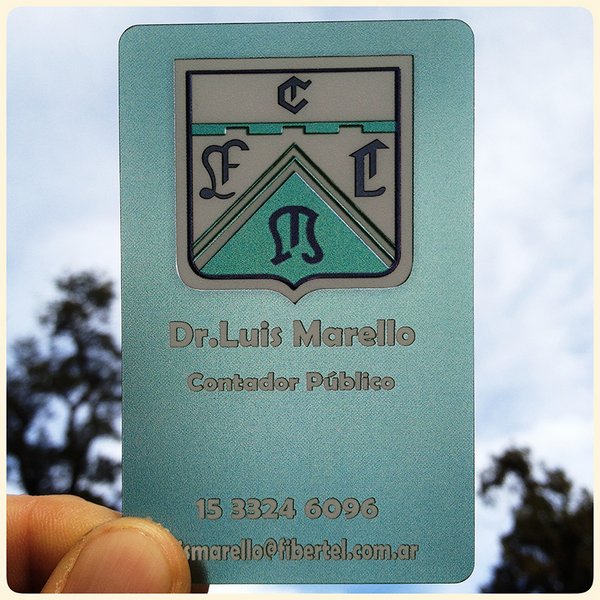 C
F C
M
Dr.Luis Marello
Contador Público
15 3324 6096
smarello@fibertel.com.ar